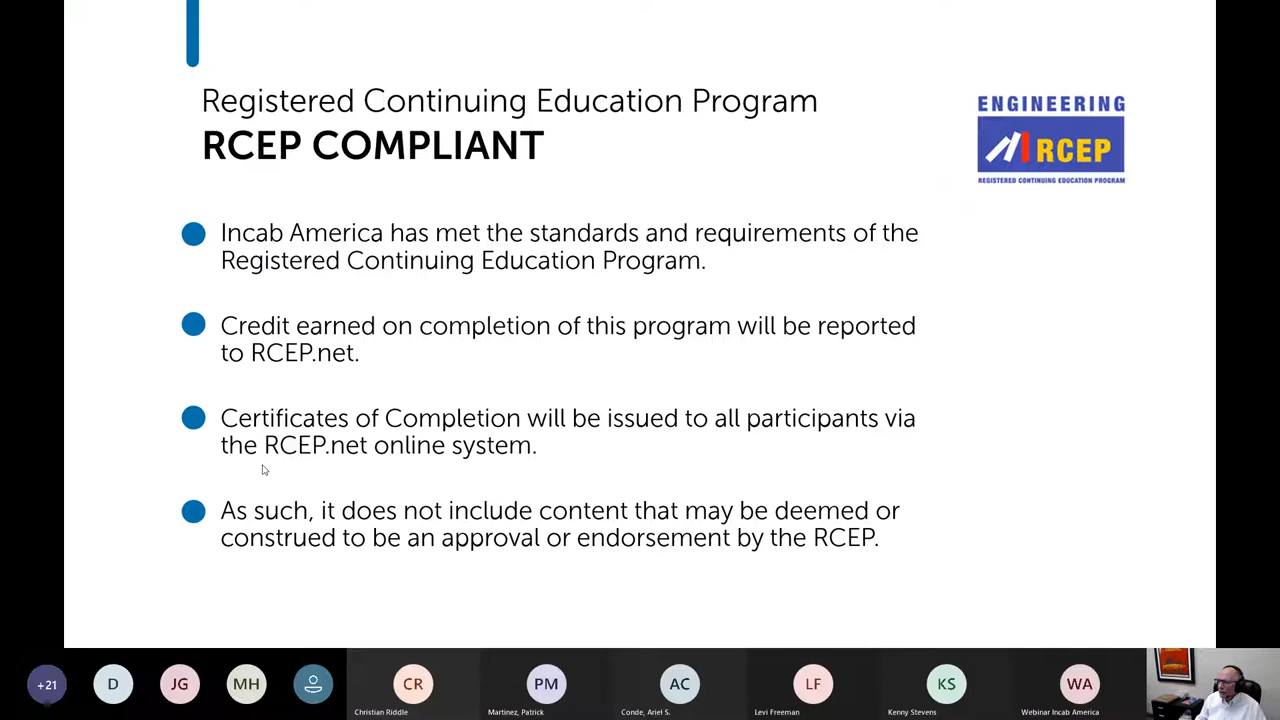 Registered Continuing Education Program
RCEP COMPLIANT
ENGINEERING
RCEP
REGISTERED CONTINUING EDUCATION PROGRAM
Incab America has met the standards and requirements of the
Registered Continuing Education Program.
Credit earned on completion of this program will be reported
to RCEP.net.
Certificates of Completion will be issued to all participants via
the RCEP.net online system.
As such, it does not include content that may be deemed or
construed to be an approval or endorsement by the RCEP.
+21
D
JG
MH
CR
Christian Riddle
PM
Martinez, Patrick
AC
Conde, Ariel S.
LF
Levi Freeman
KS
Kenny Stevens
WA
Webinar Incab America